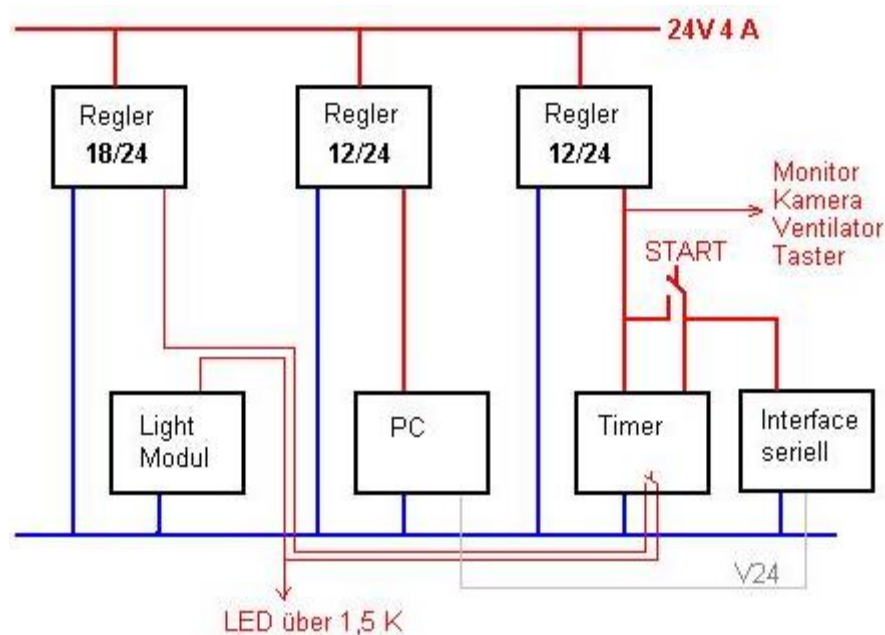 24V 4 A
Regler
18/24
Regler
12/24
Regler
12/24
Monitor
Kamera
Ventilator
Taster
START
Light
Modul
PC
Timer
Interface
seriell
V24
LED über 1,5 K